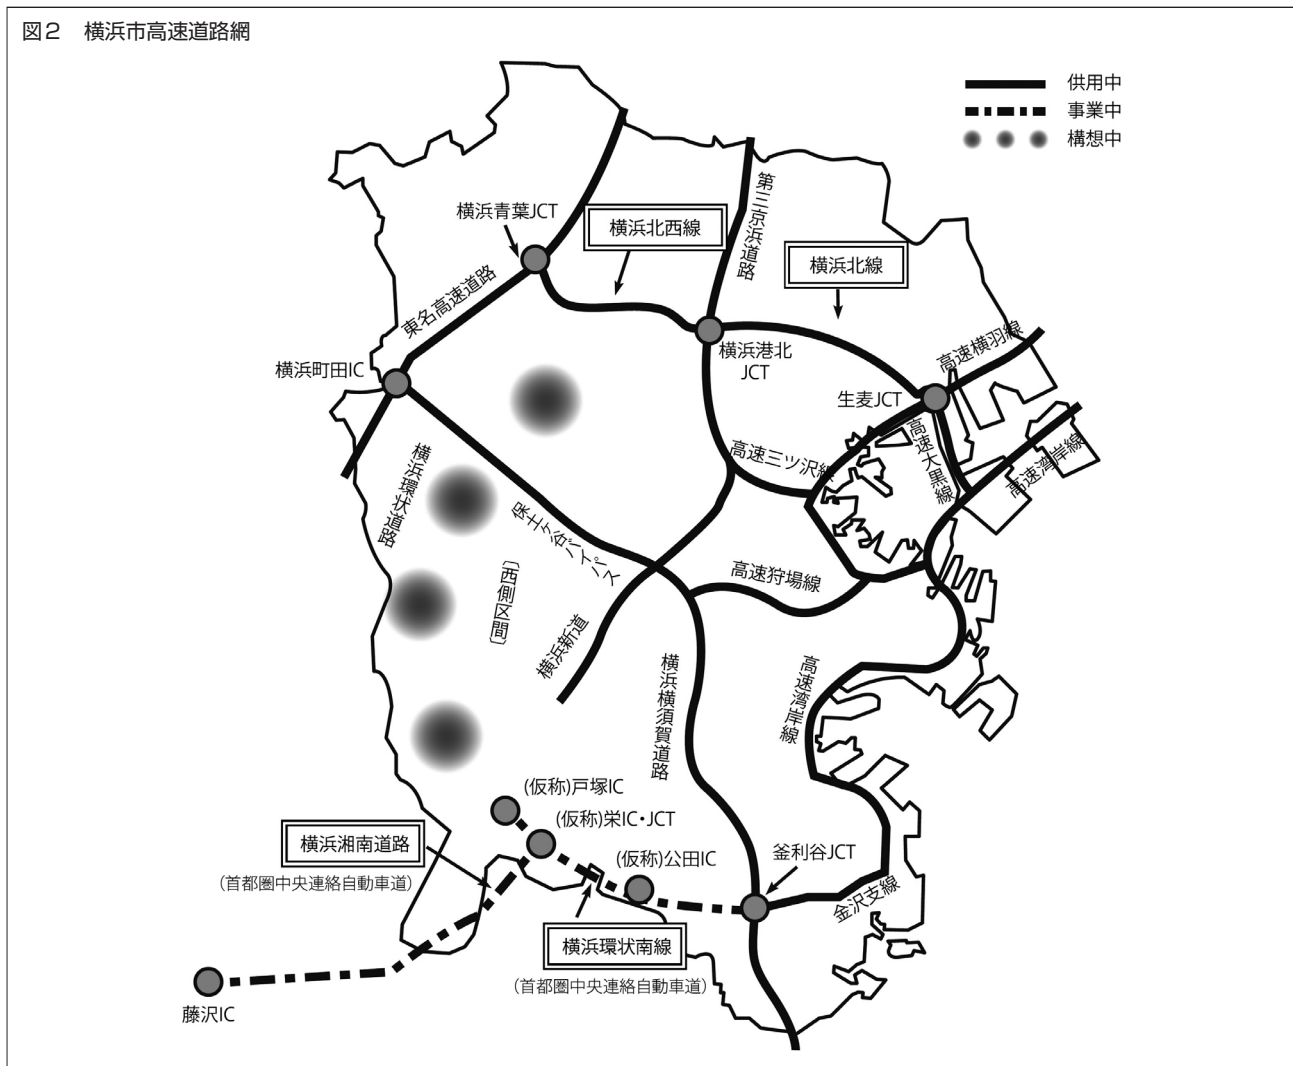 図2 横浜市高速道路網
供用中
事業中
構想中
横浜青葉JCT
横浜北西線
第三京浜道路
横浜北線
東名高速道路
横浜町田IC
横浜港北
JCT
高速横羽線
生麦JCT
高速大黒線
高速湾岸線
高速三ツ沢線
横浜環状道路
保土ヶ谷バイパス
〔西側区間〕
高速狩場線
横浜新道
横浜横須賀道路
高速湾岸線
(仮称)戸塚IC
(仮称)栄IC・JCT
横浜湘南道路
(首都圏中央連絡自動車道)
(仮称)公田IC
釜利谷JCT
金沢支線
横浜環状南線
(首都圏中央連絡自動車道)
藤沢IC